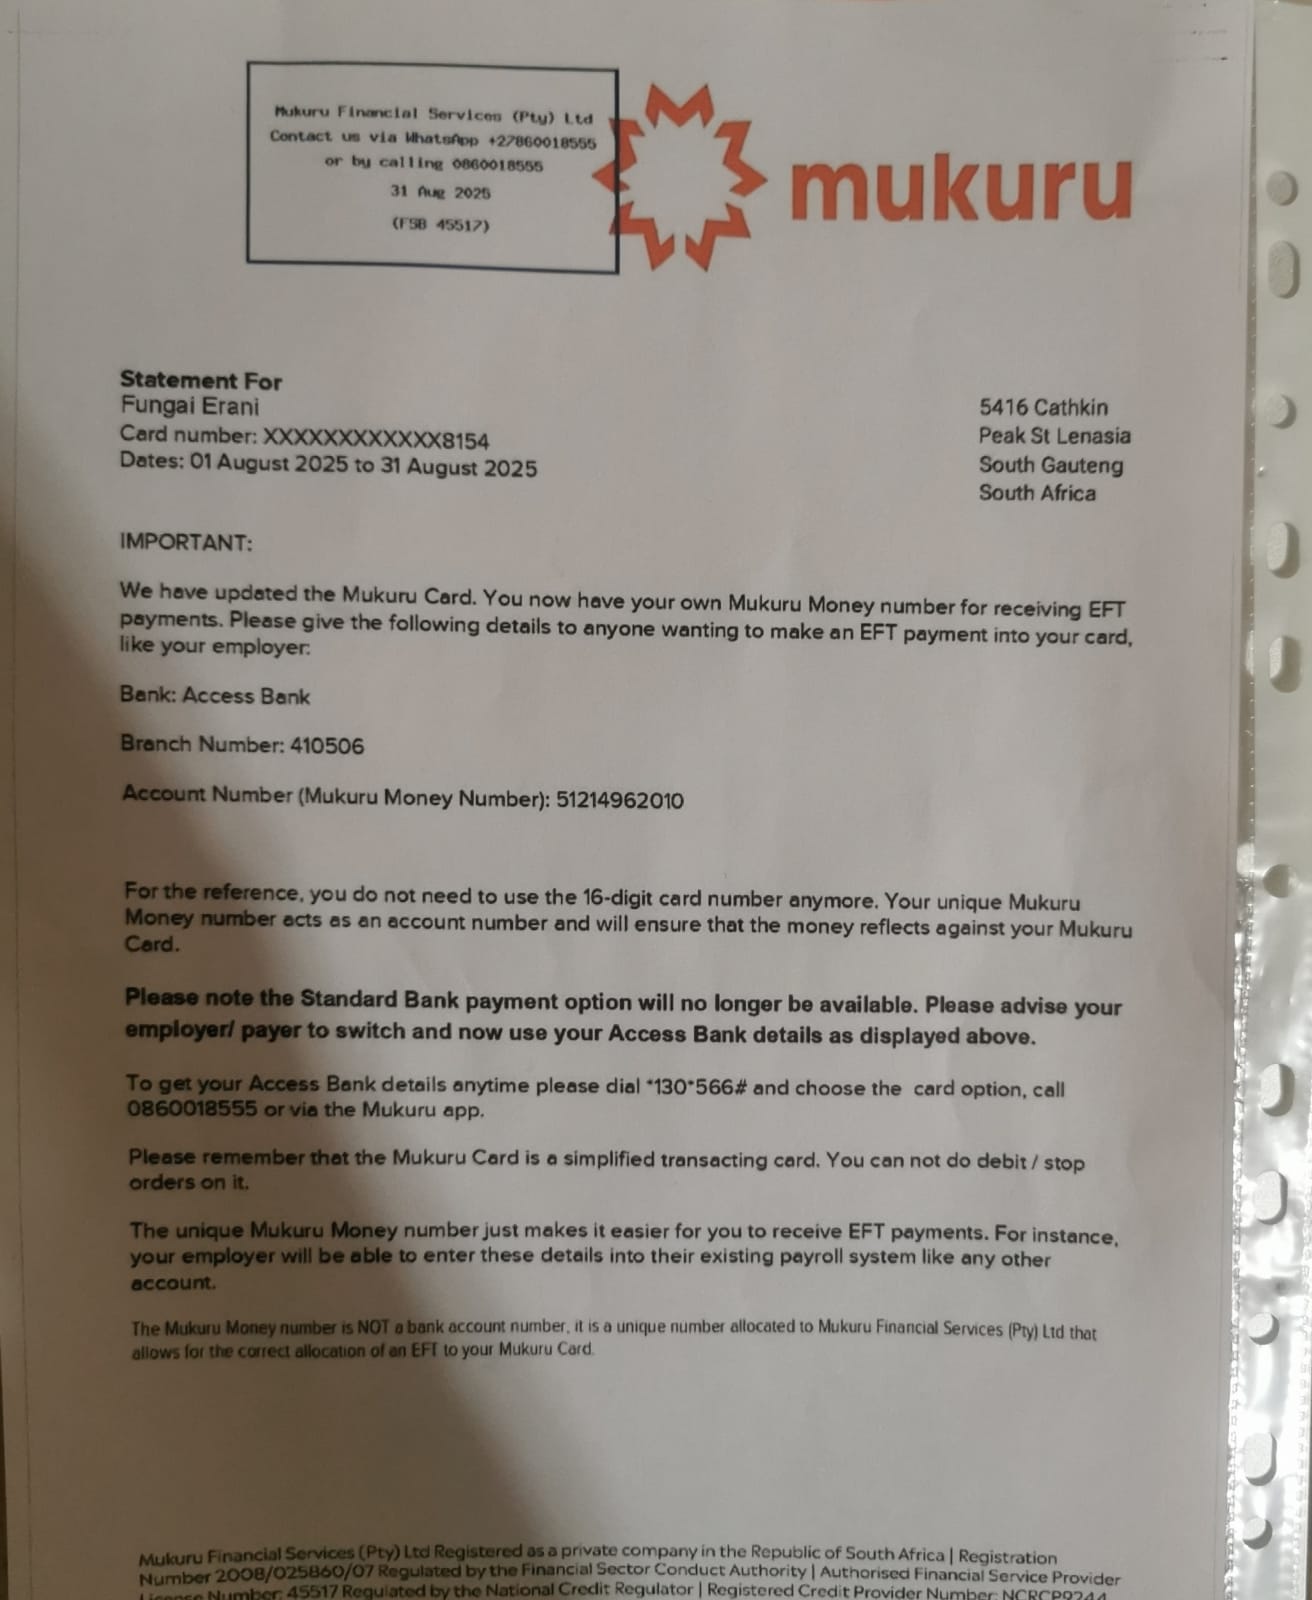 Mukuru Financial Services (Pty) Ltd
Contact us via WhatsApp +27860018555
or by calling 0860018555
31 Aug 2025
(FSB 45517)
mukuru
Statement For
Fungai Erani
Card number: XXXXXXXXXXXX8154
Dates: 01 August 2025 to 31 August 2025
5416 Cathkin
Peak St Lenasia
South Gauteng
South Africa
IMPORTANT:
We have updated the Mukuru Card. You now have your own Mukuru Money number for receiving EFT
payments. Please give the following details to anyone wanting to make an EFT payment into your card,
like your employer:
Bank: Access Bank
Branch Number: 410506
Account Number (Mukuru Money Number): 51214962010
For the reference, you do not need to use the 16-digit card number anymore. Your unique Mukuru
Money number acts as an account number and will ensure that the money reflects against your Mukuru
Card.
Please note the Standard Bank payment option will no longer be available. Please advise your
employer/ payer to switch and now use your Access Bank details as displayed above.
To get your Access Bank details anytime please dial *130*566# and choose the card option, call
0860018555 or via the Mukuru app.
Please remember that the Mukuru Card is a simplified transacting card. You can not do debit / stop
orders on it.
The unique Mukuru Money number just makes it easier for you to receive EFT payments. For instance,
your employer will be able to enter these details into their existing payroll system like any other
account.
The Mukuru Money number is NOT a bank account number, it is a unique number allocated to Mukuru Financial Services (Pty) Ltd that
allows for the correct allocation of an EFT to your Mukuru Card.
Mukuru Financial Services (Pty) Ltd Registered as a private company in the Republic of South Africa | Registration
Number 2008/025860/07 Regulated by the Financial Sector Conduct Authority | Authorised Financial Service Provider
License Number: 45517 Regulated by the National Credit Regulator | Registered Credit Provider Number: NCRCP9244